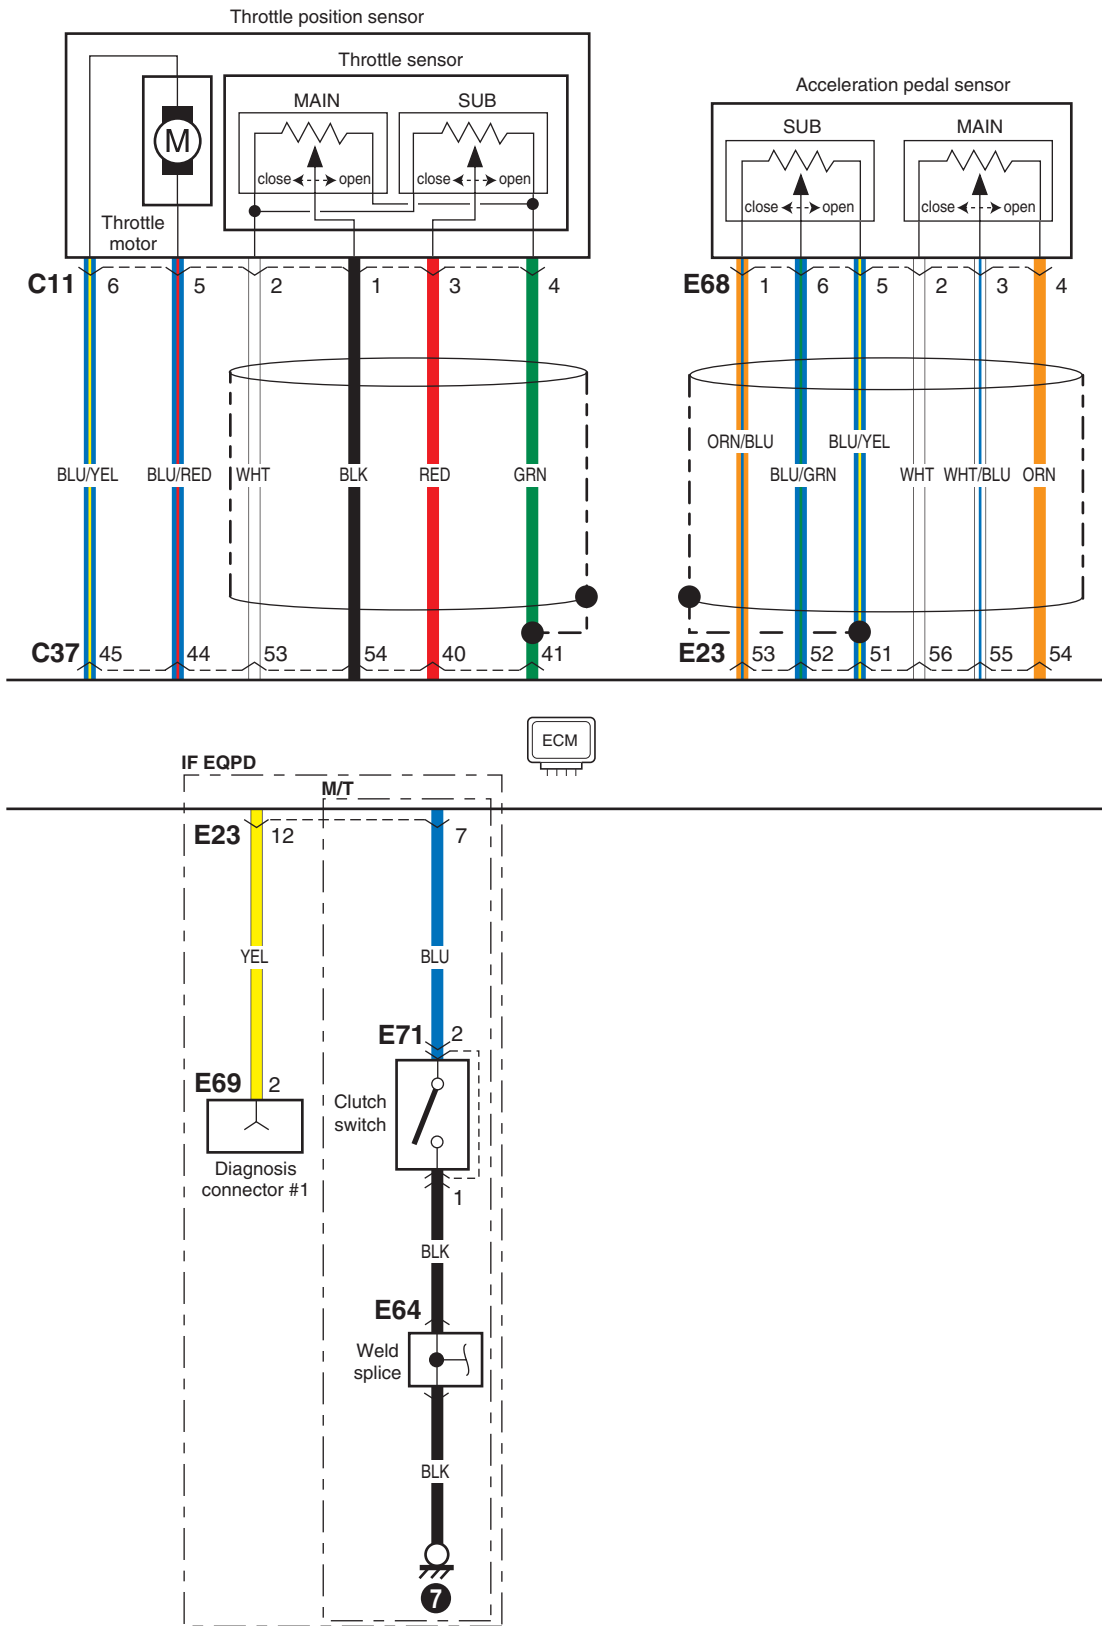 Throttle position sensor
Throttle sensor
MAIN SUB
close open close open
M
Throttle
motor
Acceleration pedal sensor
SUB MAIN
close open close open
C11 6 5 2 1 3 4
E68 1 6 5 2 3 4
ORN/BLU BLU/YEL
BLU/YEL BLU/RED WHT BLK RED GRN
BLU/GRN WHT WHT/BLU ORN
C37 45 44 53 54 40 41
E23 53 52 51 56 55 54
ECM
IF EQPD
M/T
E23 12 7
YEL BLU
E71 2
E69 2
Clutch
switch
Diagnosis
connector #1
1
BLK
E64
Weld
splice
BLK
7